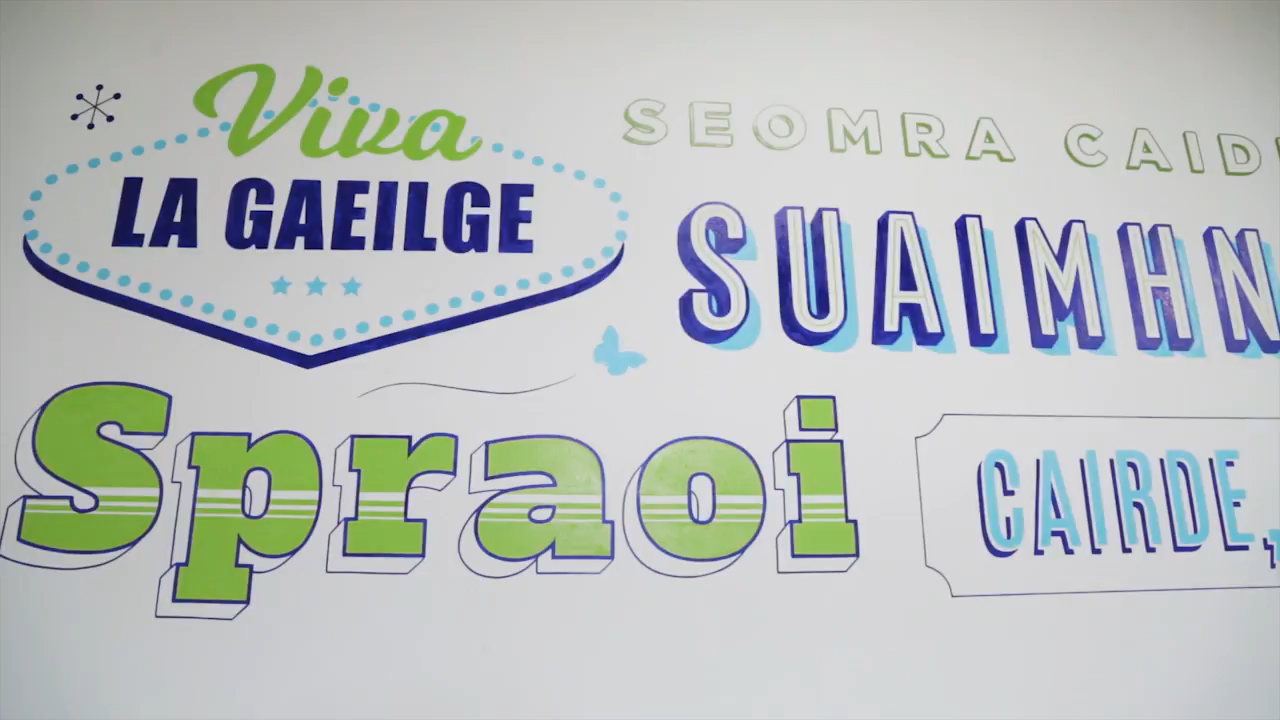 Viva
LA GAEILGE
SEOMRA
SUAIMHN
Spraoi
CAIRDE,